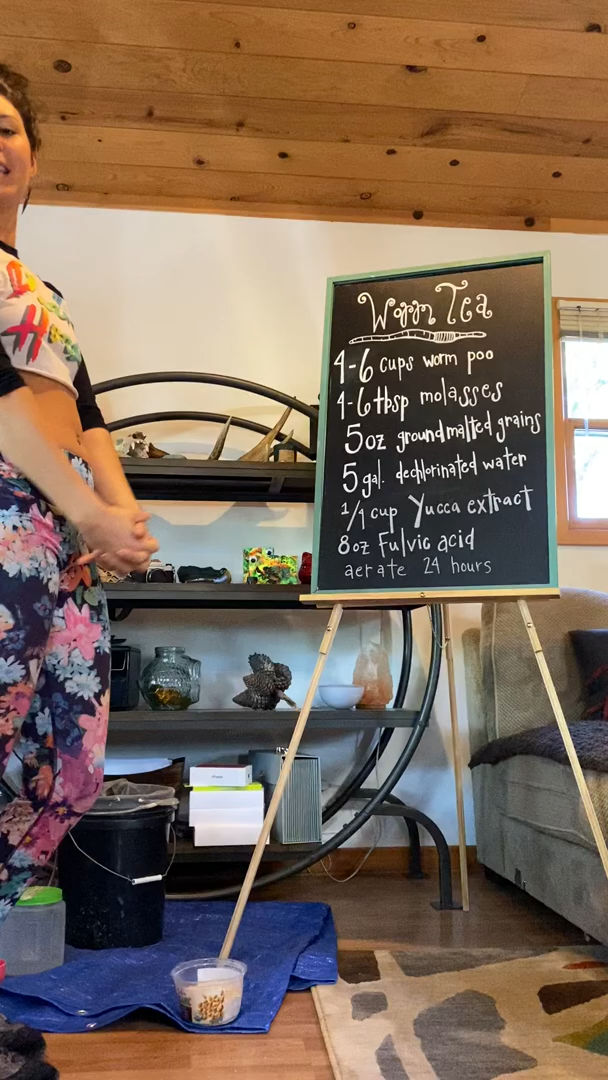 Worm Tea
4-6 cups worm poo
4-6 tbsp molasses
5oz ground malted grains
5 gal. dechlorinated water
1/4 cup Yucca extract
8oz Fulvic acid
aerate 24 hours